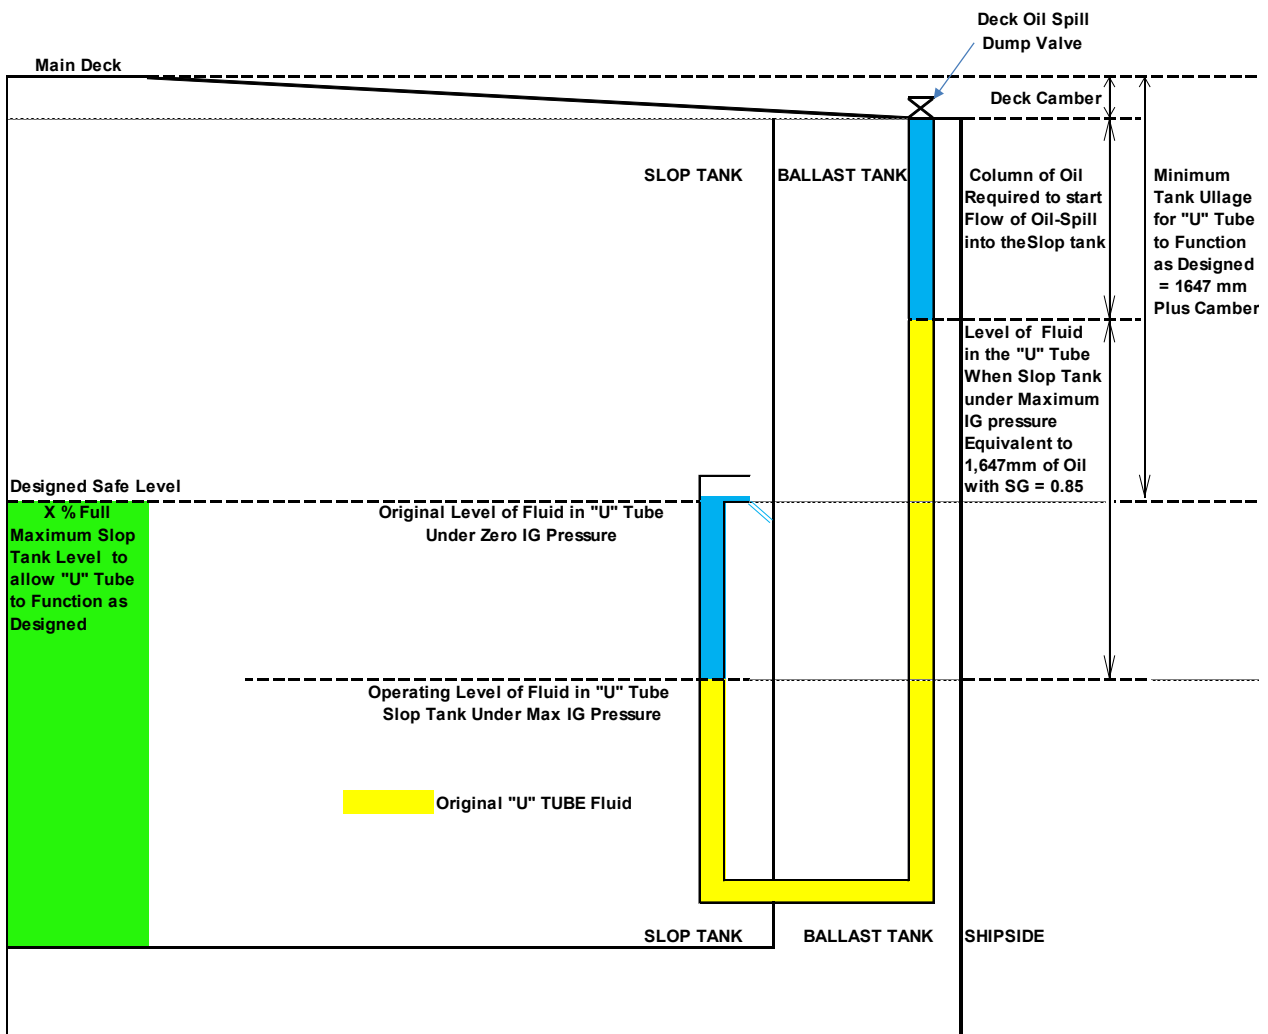 Deck Oil Spill
Dump Valve
Main Deck
Deck Camber
SLOP TANK
BALLAST TANK
Column of Oil
Required to start
Flow of Oil-Spill
into theSlop tank
Minimum
Tank Ullage
for "U" Tube
to Function
as Designed
= 1647 mm
Plus Camber
Level of Fluid
in the "U" Tube
When Slop Tank
under Maximum
IG pressure
Equivalent to
1,647mm of Oil
with SG = 0.85
Designed Safe Level
X % Full
Maximum Slop
Tank Level to
allow "U" Tube
to Function as
Designed
Original Level of Fluid in "U" Tube
Under Zero IG Pressure
Operating Level of Fluid in "U" Tube
Slop Tank Under Max IG Pressure
Original "U" TUBE Fluid
SLOP TANK
BALLAST TANK
SHIPSIDE